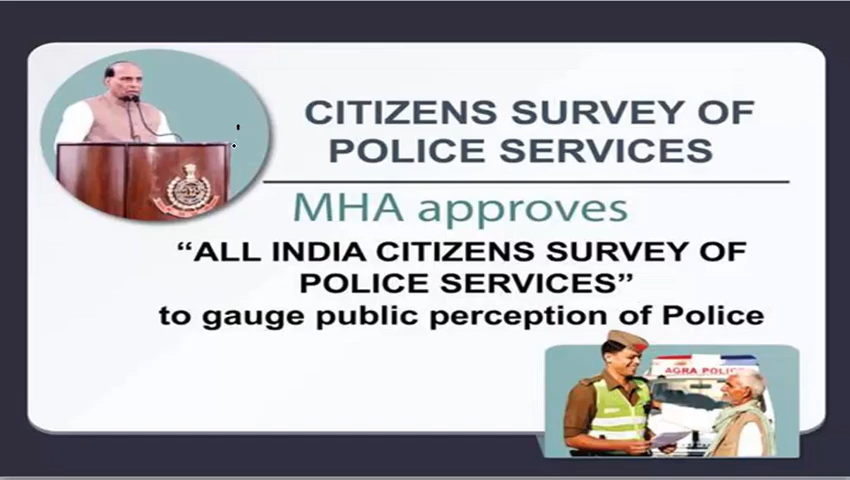 CITIZENS SURVEY OF
POLICE SERVICES
MHA approves
“ALL INDIA CITIZENS SURVEY OF
POLICE SERVICES”
to gauge public perception of Police
AGRA POLICE